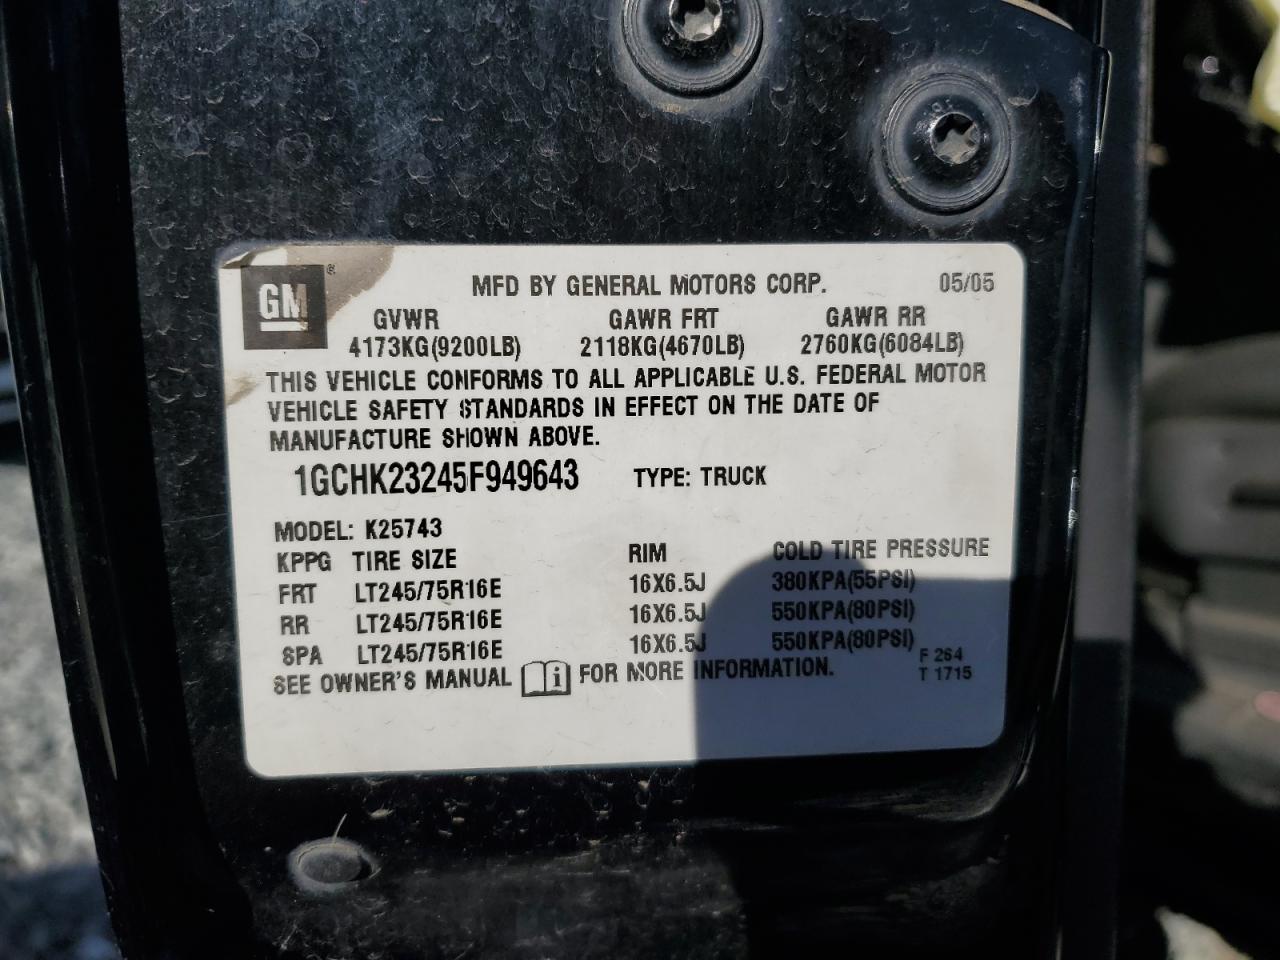 GM ® MFD BY GENERAL MOTORS CORP. 05/05
GVWR GAWR FRT GAWR RR
4173KG(9200LB) 2118KG(4670LB) 2760KG(6084LB)
THIS VEHICLE CONFORMS TO ALL APPLICABLE U.S. FEDERAL MOTOR
VEHICLE SAFETY STANDARDS IN EFFECT ON THE DATE OF
MANUFACTURE SHOWN ABOVE.
1GCHK23245F949643 TYPE: TRUCK
MODEL: K25743
KPPG TIRE SIZE RIM COLD TIRE PRESSURE
FRT LT245/75R16E 16X6.5J 380KPA(55PSI)
RR LT245/75R16E 16X6.5J 550KPA(80PSI)
SPA LT245/75R16E 16X6.5J 550KPA(80PSI)
SEE OWNER'S MANUAL i FOR MORE INFORMATION.
F 264
T 1715